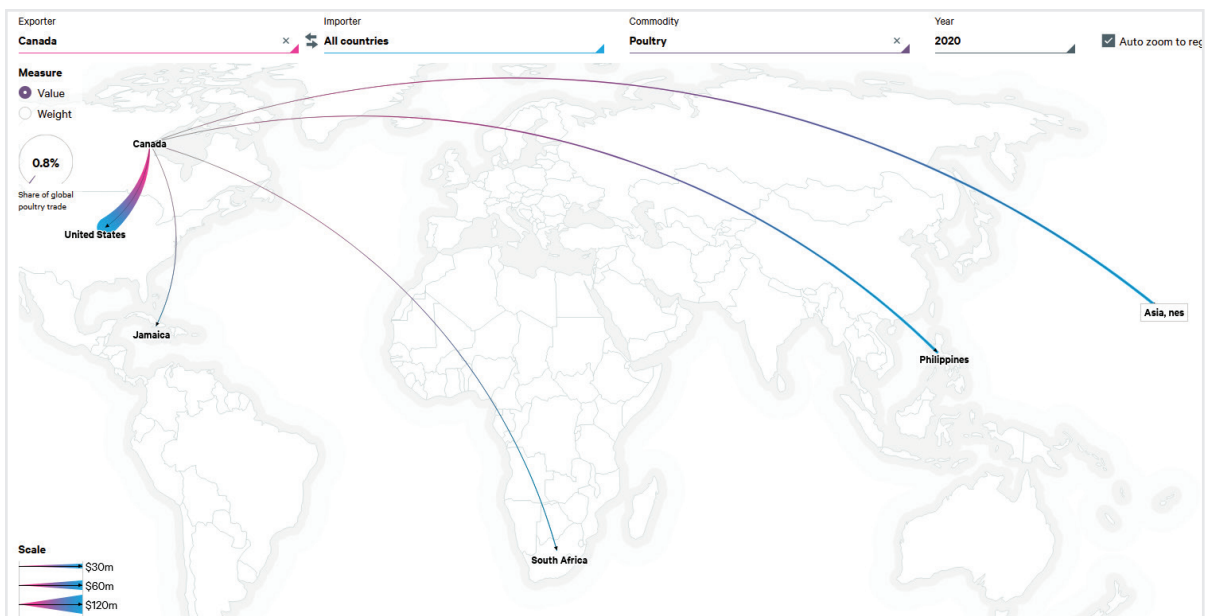 Exporter
Canada ×
Importer
All countries
Commodity
Poultry ×
Year
2020
Auto zoom to reg
Measure
Value
Weight
0.8%
Share of global
poultry trade
Canada
United States
Jamaica
Asia, nes
Philippines
South Africa
Scale
$30m
$60m
$120m